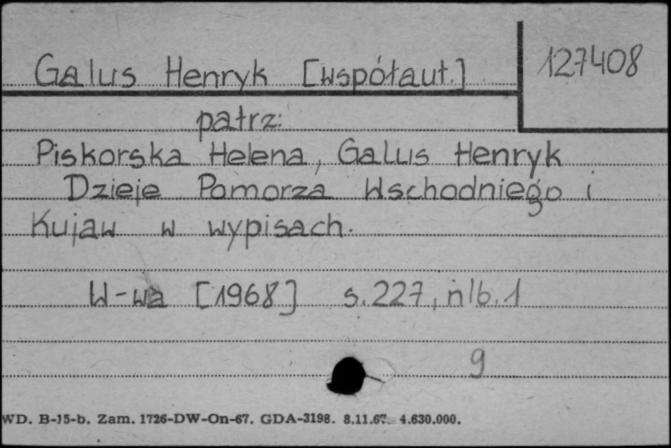 Galus Henryk [współaut.]
127408
patrz:
Piskorska Helena, Galus Henryk
Dzieje Pomorza Wschodniego i
Kujaw w wypisach.
W-wa [1968] s. 227, nlb. 1
9
WD. B-15-b. Zam. 1726-DW-On-67. GDA-3198. 8.11.67. 4.630.000.